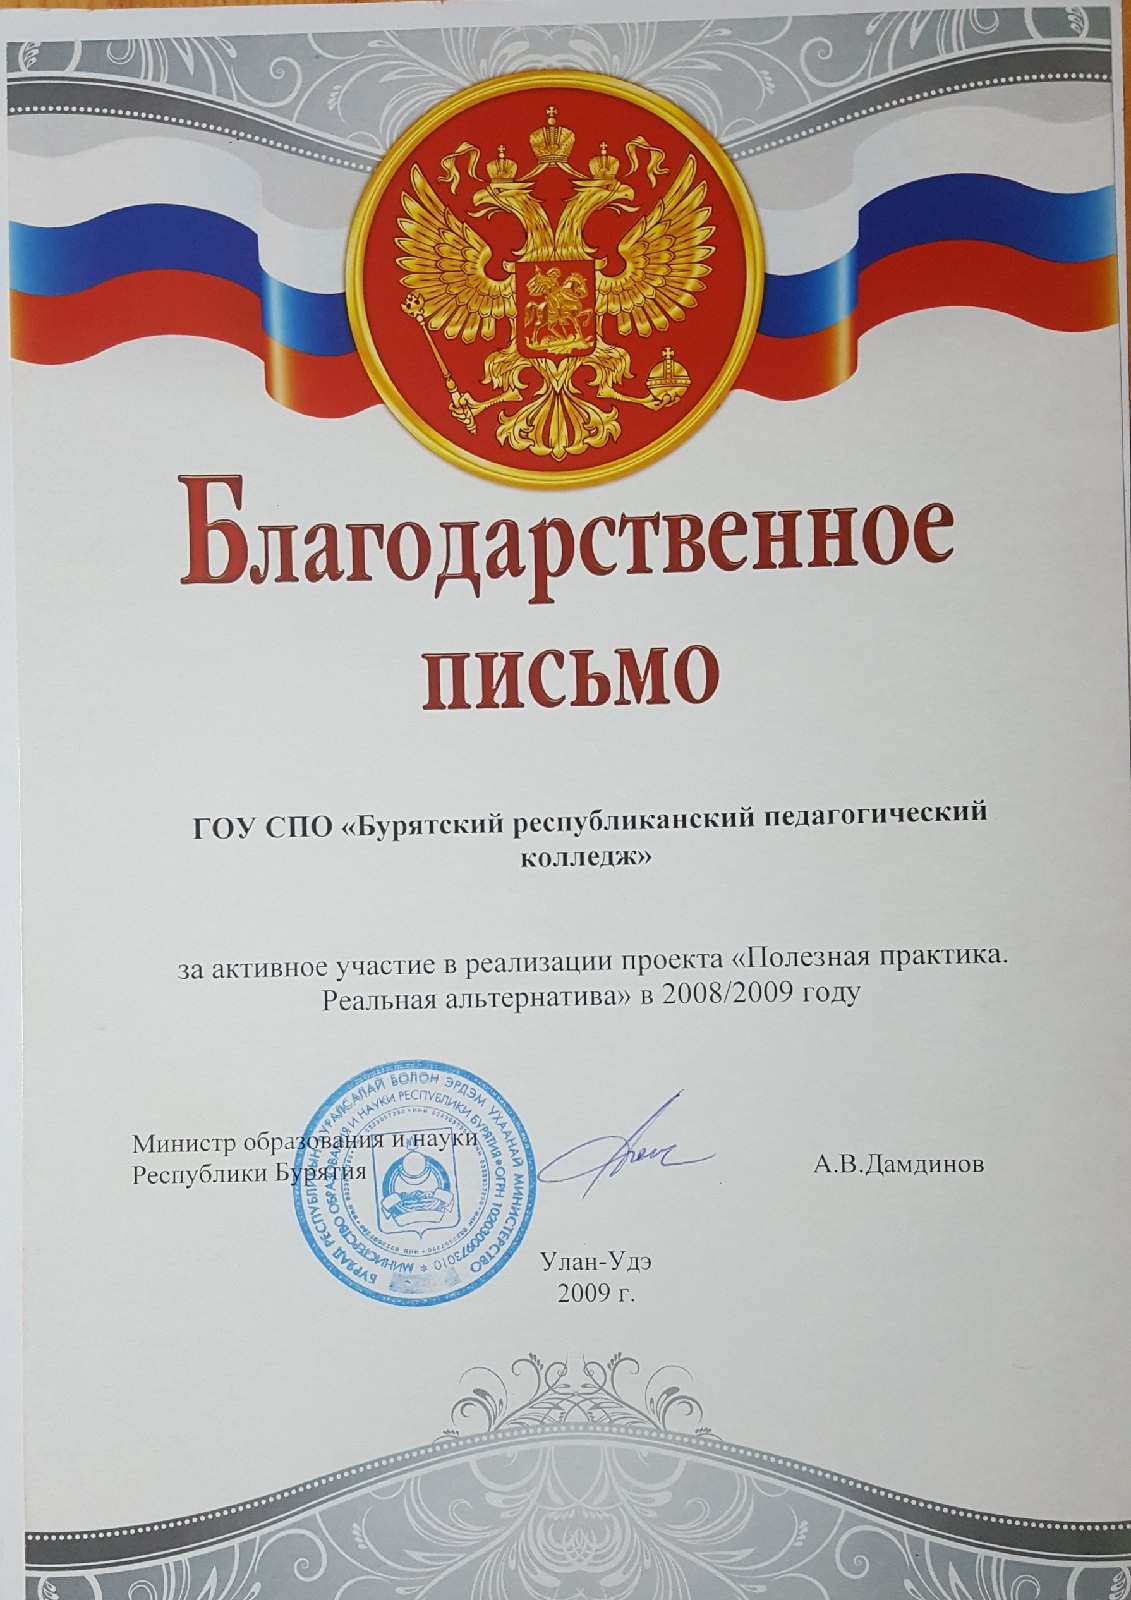 Благодарственное
письмо
ГОУ СПО «Бурятский республиканский педагогический
колледж»
за активное участие в реализации проекта «Полезная практика.
Реальная альтернатива» в 2008/2009 году
БУРЯАД РЕСПУБЛИКЫН ҺУРАЛСАЛАЙ БОЛОН ЭРДЭМ УХААНАЙ МИНИСТЕРСТВО
МИНИСТЕРСТВО ОБРАЗОВАНИЯ И НАУКИ РЕСПУБЛИКИ БУРЯТИЯ * ОГРН 1020300973010 *
Министр образования и науки
Республики Бурятия
А.В.Дамдинов
Улан-Удэ
2009 г.